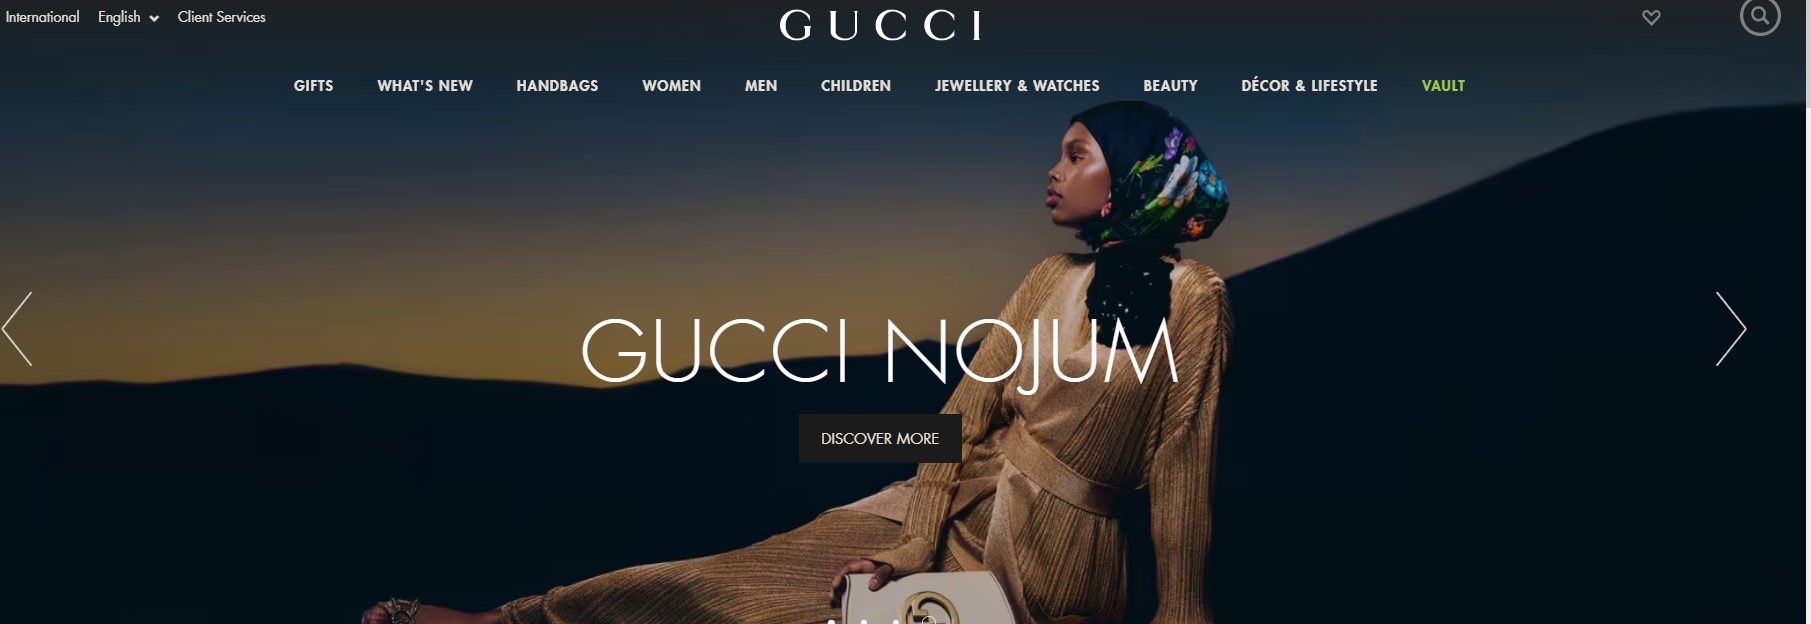 International English Client Services
GUCCI
GIFTS WHAT'S NEW HANDBAGS WOMEN MEN CHILDREN JEWELLERY & WATCHES BEAUTY DÉCOR & LIFESTYLE VAULT
GUCCI NOJUM
DISCOVER MORE